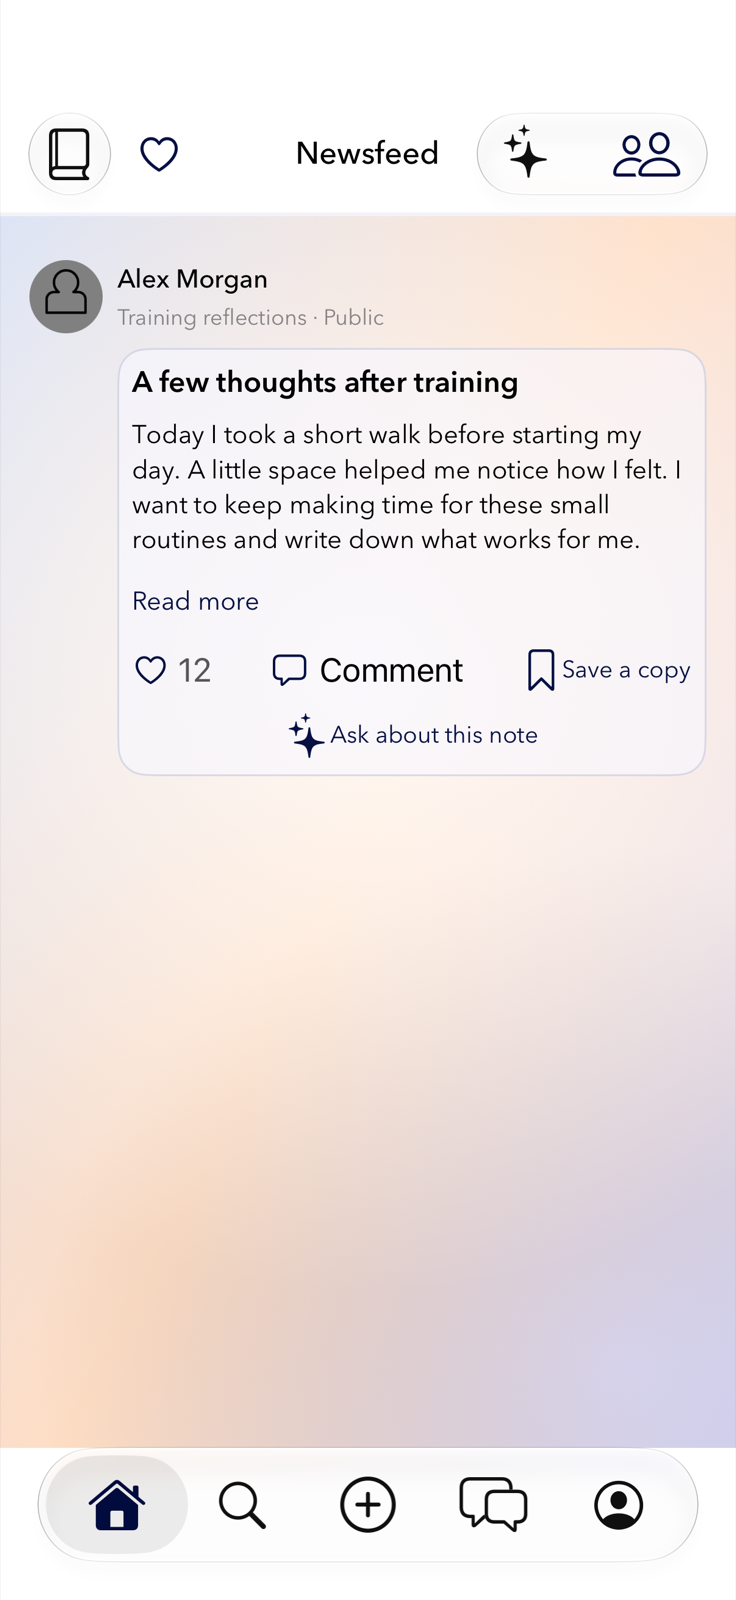 Newsfeed
Alex Morgan
Training reflections · Public
A few thoughts after training
Today I took a short walk before starting my
day. A little space helped me notice how I felt. I
want to keep making time for these small
routines and write down what works for me.
Read more
12 Comment Save a copy
Ask about this note